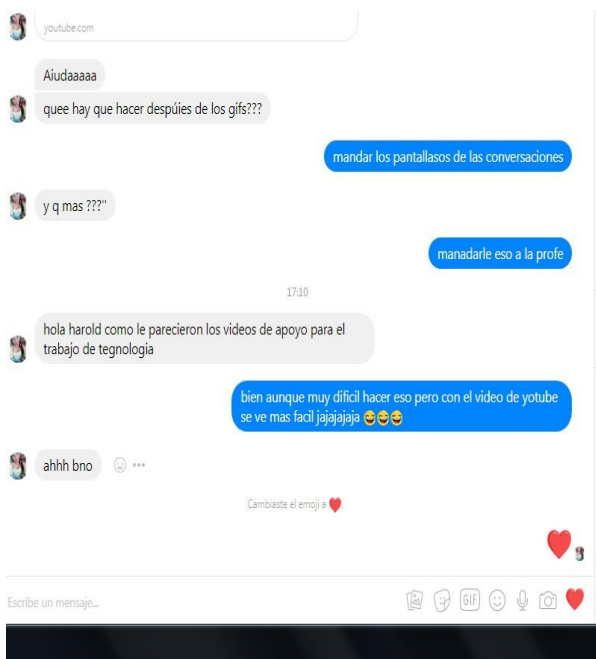 youtube.com
Aiudaaaaa
quee hay que hacer despúies de los gifs???
mandar los pantallasos de las conversaciones
y q mas ???"
manadarle eso a la profe
17:10
hola harold como le parecieron los videos de apoyo para el
trabajo de tegnologia
bien aunque muy dificil hacer eso pero con el video de yotube
se ve mas facil jajajajaja 😂😂😂
ahhh bno
Cambiaste el emoji a ❤
Escribe un mensaje...
GIF